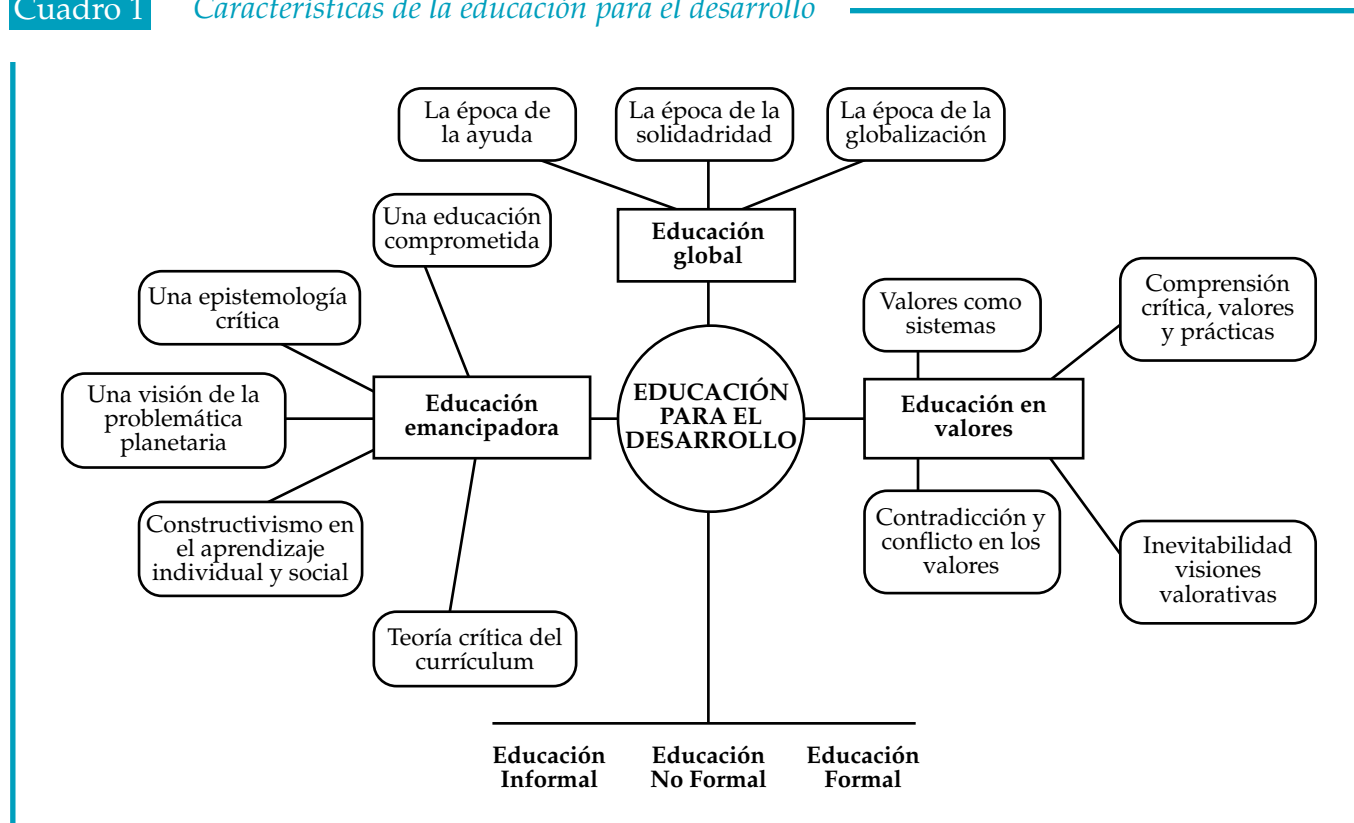 Cuadro 1 Características de la educación para el desarrollo
La época de
la ayuda
La época de la
solidadridad
La época de la
globalización
Una educación
comprometida
Educación
global
Una epistemología
crítica
Valores como
sistemas
Comprensión
crítica, valores
y prácticas
Una visión de la
problemática
planetaria
Educación
emancipadora
EDUCACIÓN
PARA EL
DESARROLLO
Educación en
valores
Constructivismo en
el aprendizaje
individual y social
Contradicción y
conflicto en los
valores
Inevitabilidad
visiones
valorativas
Teoría crítica del
currículum
Educación
Informal
Educación
No Formal
Educación
Formal